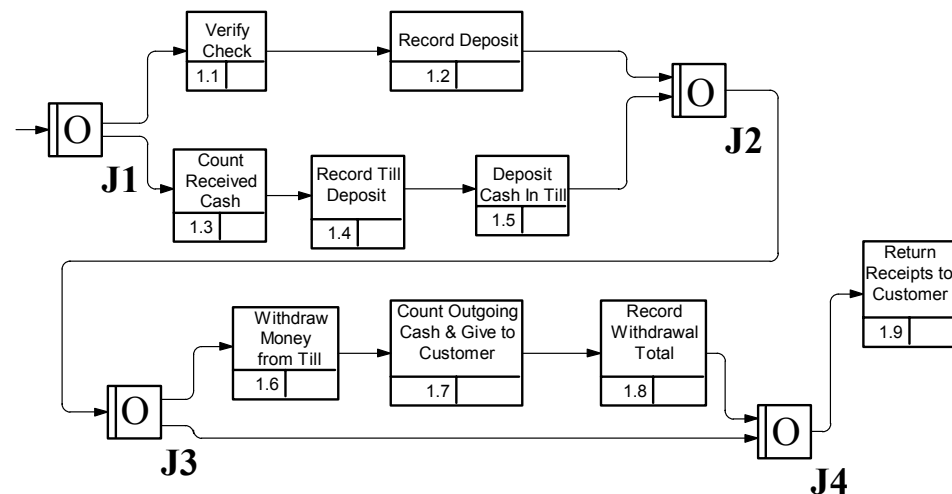 Verify
Check
1.1
Record Deposit
1.2
O
J1
Count
Received
Cash
1.3
Record Till
Deposit
1.4
Deposit
Cash In Till
1.5
O
J2
Withdraw
Money
from Till
1.6
Count Outgoing
Cash & Give to
Customer
1.7
Record
Withdrawal
Total
1.8
Return
Receipts to
Customer
1.9
O
J3
O
J4